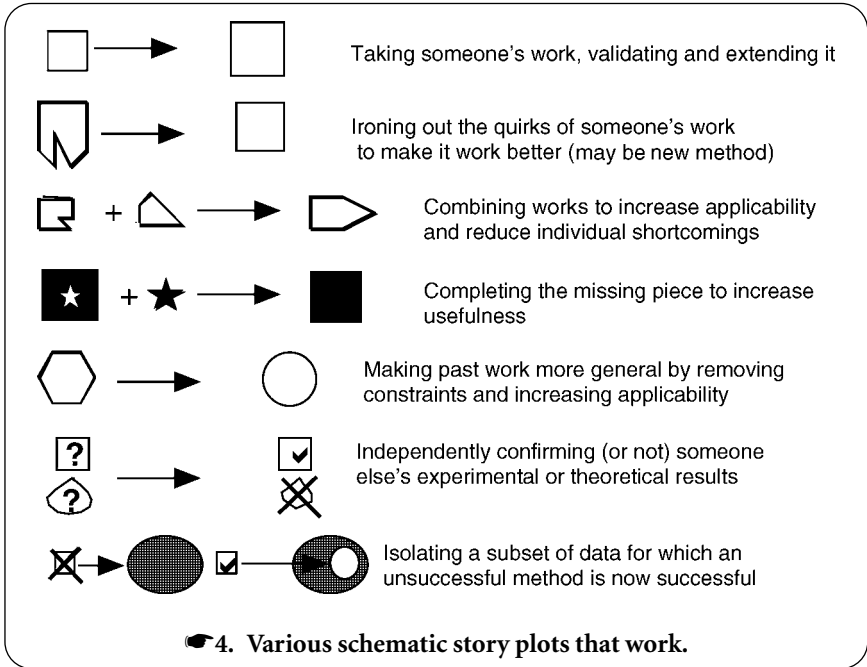 Taking someone's work, validating and extending it
Ironing out the quirks of someone's work
to make it work better (may be new method)
+
Combining works to increase applicability
and reduce individual shortcomings
+
Completing the missing piece to increase
usefulness
Making past work more general by removing
constraints and increasing applicability
?
?
Independently confirming (or not) someone
else's experimental or theoretical results
Isolating a subset of data for which an
unsuccessful method is now successful
☛4. Various schematic story plots that work.